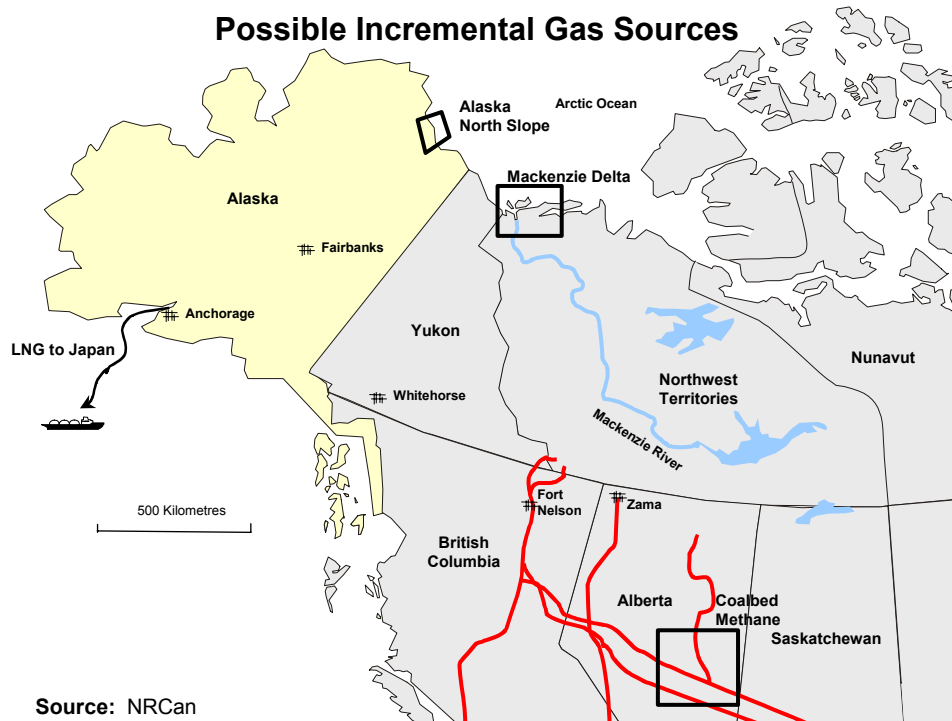 Possible Incremental Gas Sources
Alaska
North Slope
Arctic Ocean
Mackenzie Delta
Alaska
Fairbanks
Anchorage
LNG to Japan
Yukon
Nunavut
Northwest
Territories
Whitehorse
Mackenzie River
500 Kilometres
Fort
Nelson
Zama
British
Columbia
Alberta
Coalbed
Methane
Saskatchewan
Source: NRCan